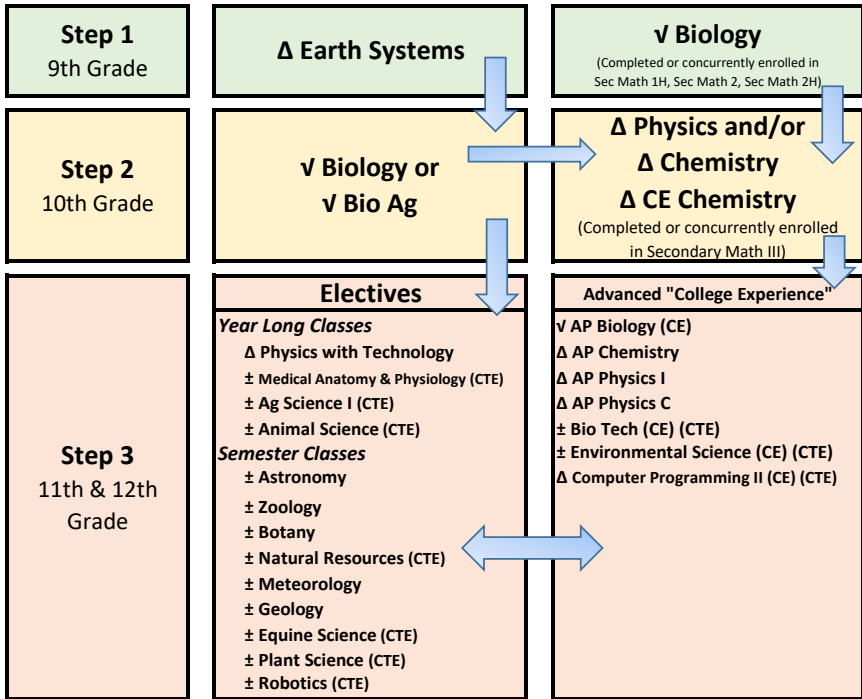 Step 1
9th Grade
Δ Earth Systems
√ Biology
(Completed or concurrently enrolled in
Sec Math 1H, Sec Math 2, Sec Math 2H)
Step 2
10th Grade
√ Biology or
√ Bio Ag
Δ Physics and/or
Δ Chemistry
Δ CE Chemistry
(Completed or concurrently enrolled
in Secondary Math III)
Step 3
11th & 12th
Grade
Electives
Year Long Classes
Δ Physics with Technology
± Medical Anatomy & Physiology (CTE)
± Ag Science I (CTE)
± Animal Science (CTE)
Semester Classes
± Astronomy
± Zoology
± Botany
± Natural Resources (CTE)
± Meteorology
± Geology
± Equine Science (CTE)
± Plant Science (CTE)
± Robotics (CTE)
Advanced "College Experience"
√ AP Biology (CE)
Δ AP Chemistry
Δ AP Physics I
Δ AP Physics C
± Bio Tech (CE) (CTE)
± Environmental Science (CE) (CTE)
Δ Computer Programming II (CE) (CTE)